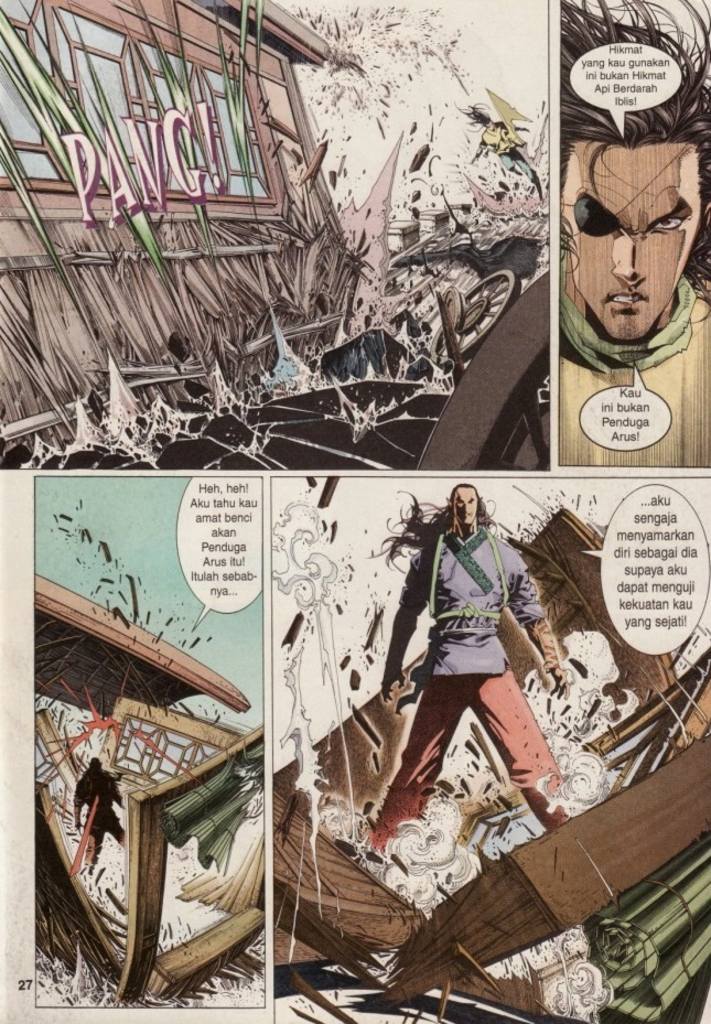 PANG!
Hikmat
yang kau gunakan
ini bukan Hikmat
Api Berdarah
Iblis!
Kau
ini bukan
Penduga
Arus!
Heh, heh!
Aku tahu kau
amat benci
akan
Penduga
Arus itu!
Itulah sebab-
nya...
...aku
sengaja
menyamarkan
diri sebagai dia
supaya aku
dapat menguji
kekuatan kau
yang sejati!
27